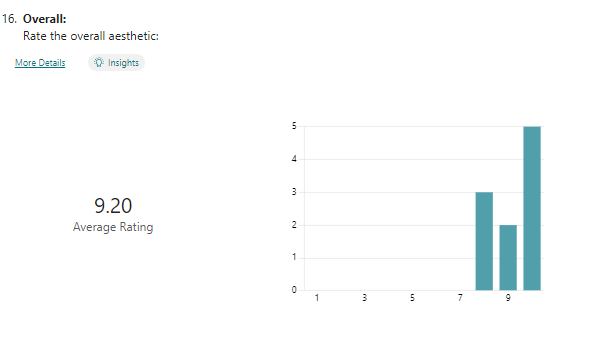 16. Overall:
Rate the overall aesthetic:
More Details
Insights
9.20
Average Rating
5
4
3
2
1
0
1 3 5 7 9